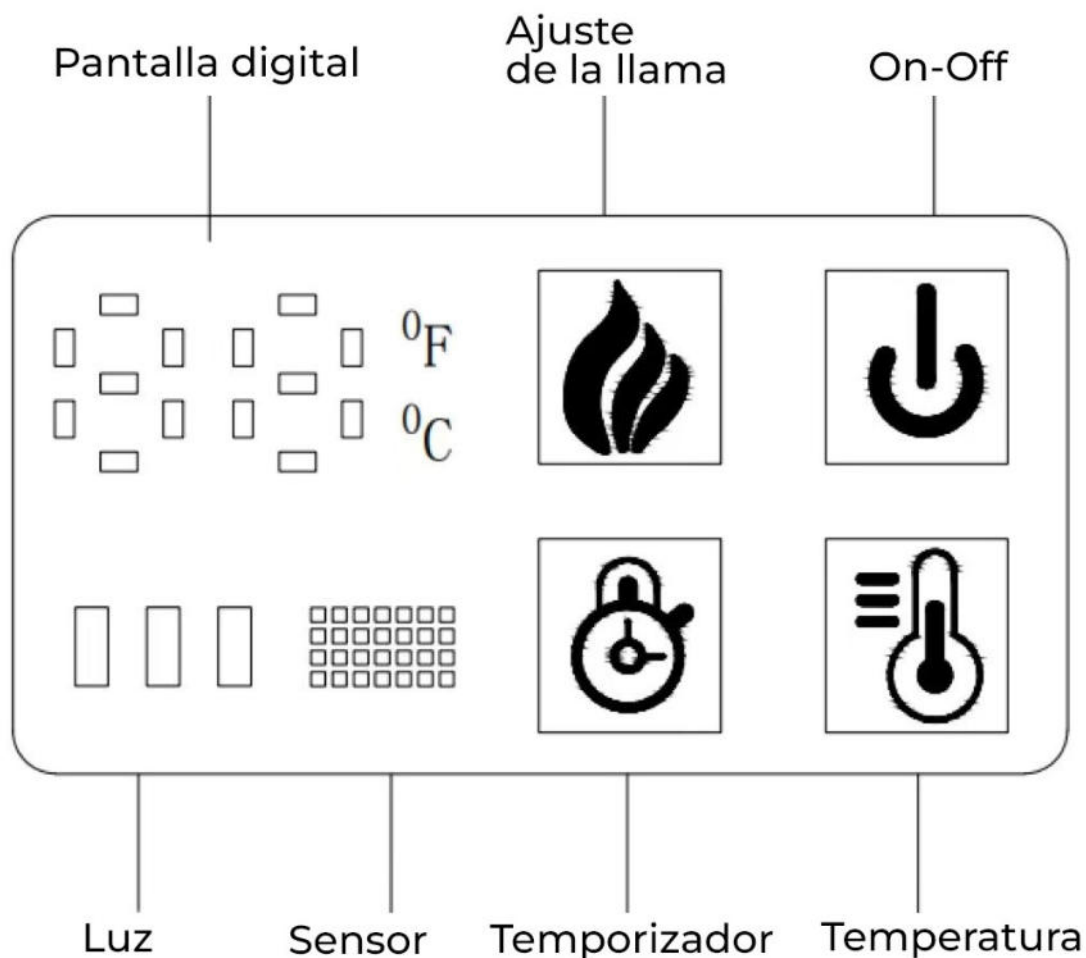 Pantalla digital
Ajuste
de la llama
On-Off
⁰F
⁰C
Luz
Sensor
Temporizador
Temperatura